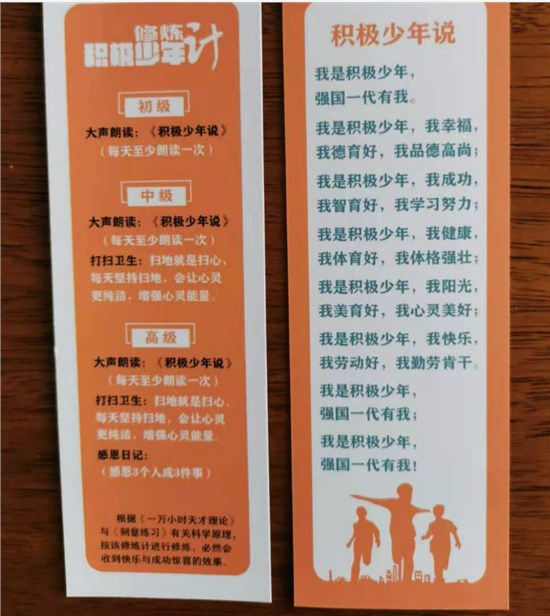 修炼
积极少年计
初级
大声朗读：《积极少年说》
（每天至少朗读一次）
中级
大声朗读：《积极少年说》
（每天至少朗读一次）
打扫卫生：扫地就是扫心，
每天坚持扫地，会让心灵
更纯洁，增强心灵能量。
高级
大声朗读：《积极少年说》
（每天至少朗读一次）
打扫卫生：扫地就是扫心，
每天坚持扫地，会让心灵
更纯洁，增强心灵能量。
感恩日记：
（感恩3个人或3件事）
根据《一万小时天才理论》
与《刻意练习》有关科学原理，
按该修炼计进行修炼，必然会
收到快乐与成功惊喜的效果。
积极少年说
我是积极少年，
强国一代有我。
我是积极少年，我幸福，
我德育好，我品德高尚；
我是积极少年，我成功，
我智育好，我学习努力；
我是积极少年，我健康，
我体育好，我体格强壮；
我是积极少年，我阳光，
我美育好，我心灵美好；
我是积极少年，我快乐，
我劳动好，我勤劳肯干。
我是积极少年，
强国一代有我；
我是积极少年，
强国一代有我！